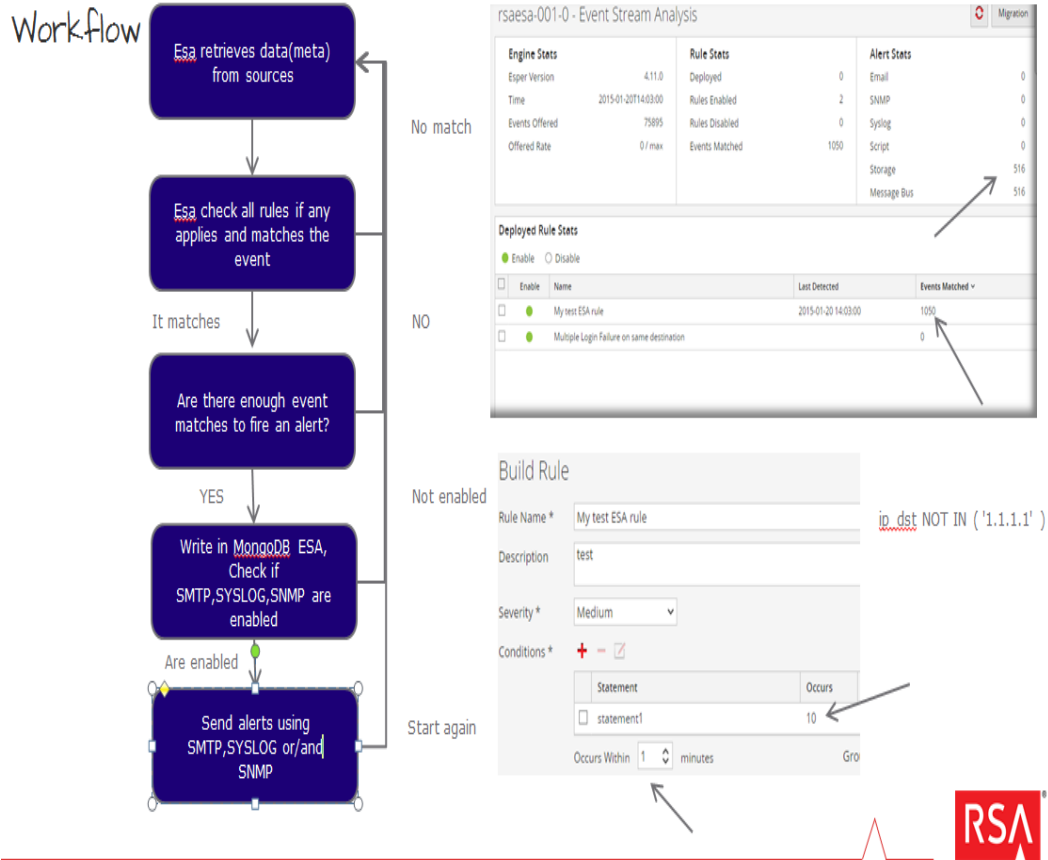 Workflow
Esa retrieves data(meta)
from sources
No match
Esa check all rules if any
applies and matches the
event
It matches
NO
Are there enough event
matches to fire an alert?
YES
Not enabled
Write in MongoDB ESA,
Check if
SMTP,SYSLOG,SNMP are
enabled
Are enabled
Send alerts using
SMTP,SYSLOG or/and
SNMP
Start again
rsaesa-001-0 - Event Stream Analysis
Migration
Engine Stats
Esper Version 4.11.0
Time 2015-01-20T14:03:00
Events Offered 75895
Offered Rate 0 / max
Rule Stats
Deployed 0
Rules Enabled 2
Rules Disabled 0
Events Matched 1050
Alert Stats
Email 0
SNMP 0
Syslog 0
Script 0
Storage 516
Message Bus 516
Deployed Rule Stats
Enable Disable
Enable Name Last Detected Events Matched
My test ESA rule 2015-01-20 14:03:00 1050
Multiple Login Failure on same destination 0
Build Rule
Rule Name * My test ESA rule
Description test
Severity * Medium
Conditions *
Statement Occurs
statement1 10
Occurs Within 1 minutes Gro
ip_dst NOT IN ( '1.1.1.1' )
RSA